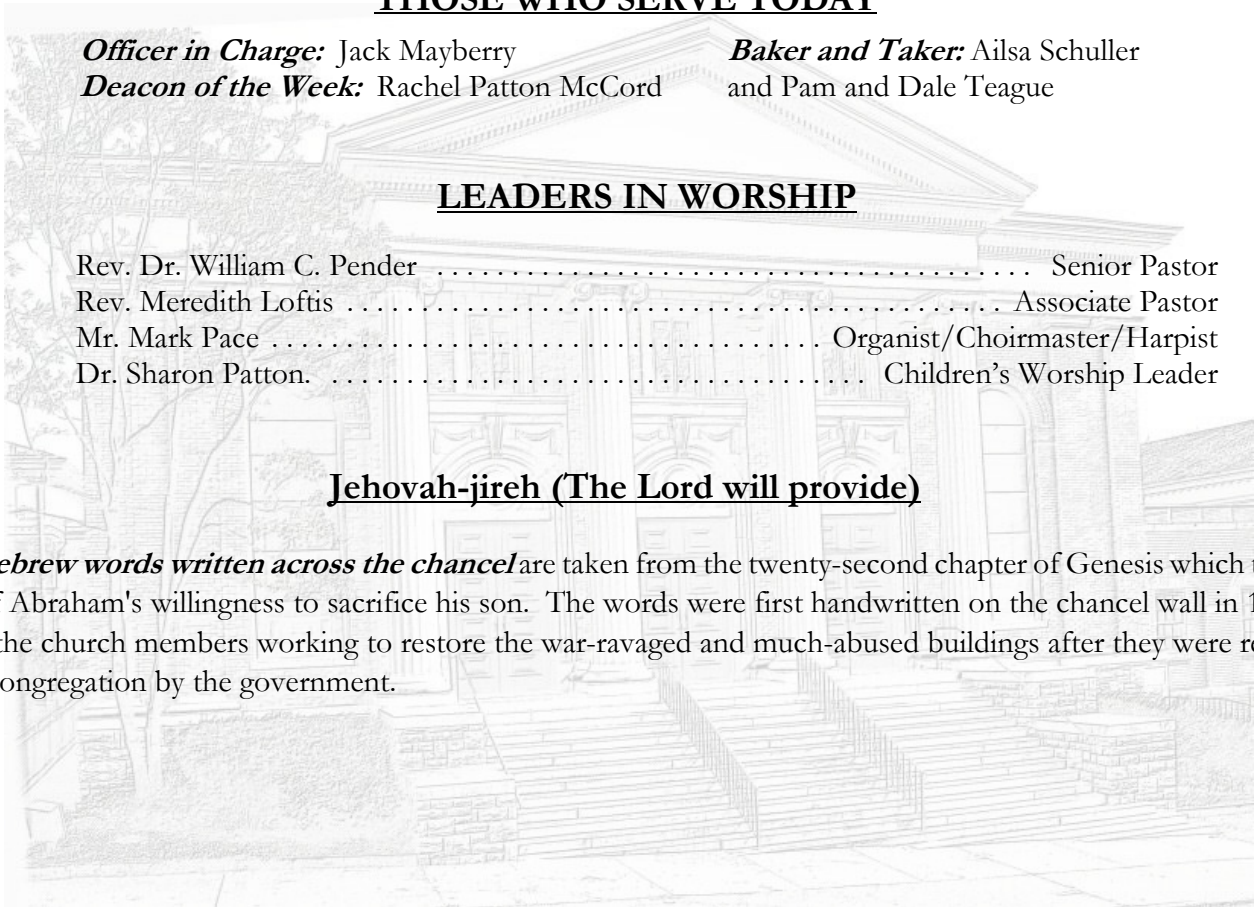 THOSE WHO SERVE TODAY
Officer in Charge: Jack Mayberry
Deacon of the Week: Rachel Patton McCord
Baker and Taker: Ailsa Schuller
and Pam and Dale Teague
LEADERS IN WORSHIP
Rev. Dr. William C. Pender ........................................ Senior Pastor
Rev. Meredith Loftis ............................................ Associate Pastor
Mr. Mark Pace ..................................... Organist/Choirmaster/Harpist
Dr. Sharon Patton. .................................... Children's Worship Leader
Jehovah-jireh (The Lord will provide)
words written across the chancel are taken from the twenty-second chapter of Genesis which
Abraham's willingness to sacrifice his son. The words were first handwritten on the chancel wall in
the church members working to restore the war-ravaged and much-abused buildings after they were
by the government.